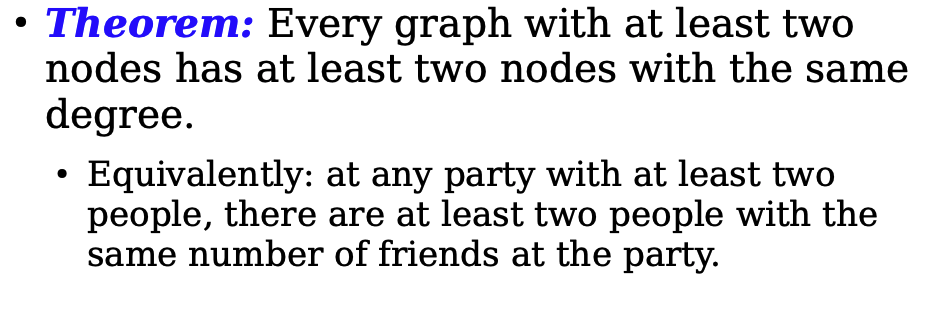 • Theorem: Every graph with at least two
nodes has at least two nodes with the same
degree.
• Equivalently: at any party with at least two
people, there are at least two people with the
same number of friends at the party.